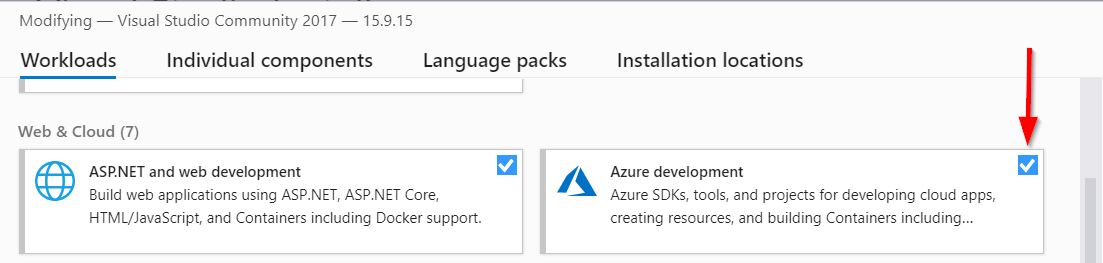 Modifying — Visual Studio Community 2017 — 15.9.15
Workloads Individual components Language packs Installation locations
Web & Cloud (7)
ASP.NET and web development
Build web applications using ASP.NET, ASP.NET Core,
HTML/JavaScript, and Containers including Docker support.
Azure development
Azure SDKs, tools, and projects for developing cloud apps,
creating resources, and building Containers including...